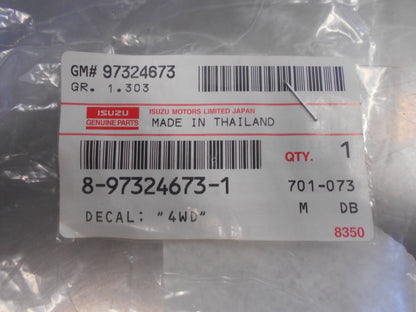 GM# 97324673
GR. 1.303
ISUZU
GENUINE PARTS
ISUZU MOTORS LIMITED JAPAN
MADE IN THAILAND
QTY. 1
8-97324673-1
701-073
DECAL: "4WD"
M DB
8350